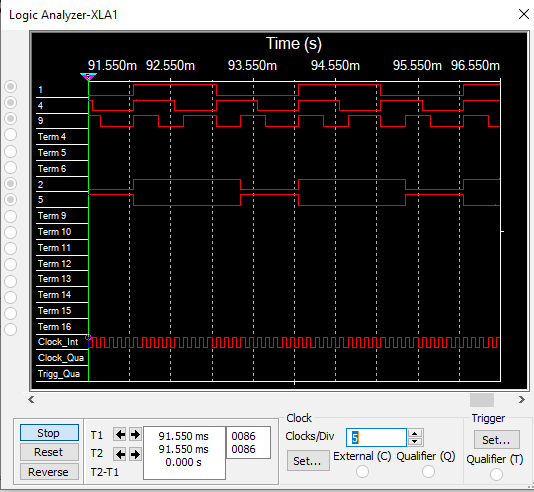 Logic Analyzer-XLA1
Time (s)
91.550m 92.550m 93.550m 94.550m 95.550m 96.550m
1
4
9
Term 4
Term 5
Term 6
2
5
Term 9
Term 10
Term 11
Term 12
Term 13
Term 14
Term 15
Term 16
Clock_Int
Clock_Qua
Trigg_Qua
Stop
Reset
Reverse
T1
T2
T2-T1
91.550 ms
91.550 ms
0.000 s
0086
0086
Clock
Clocks/Div
5
Set...
External (C)
Qualifier (Q)
Trigger
Set...
Qualifier (T)